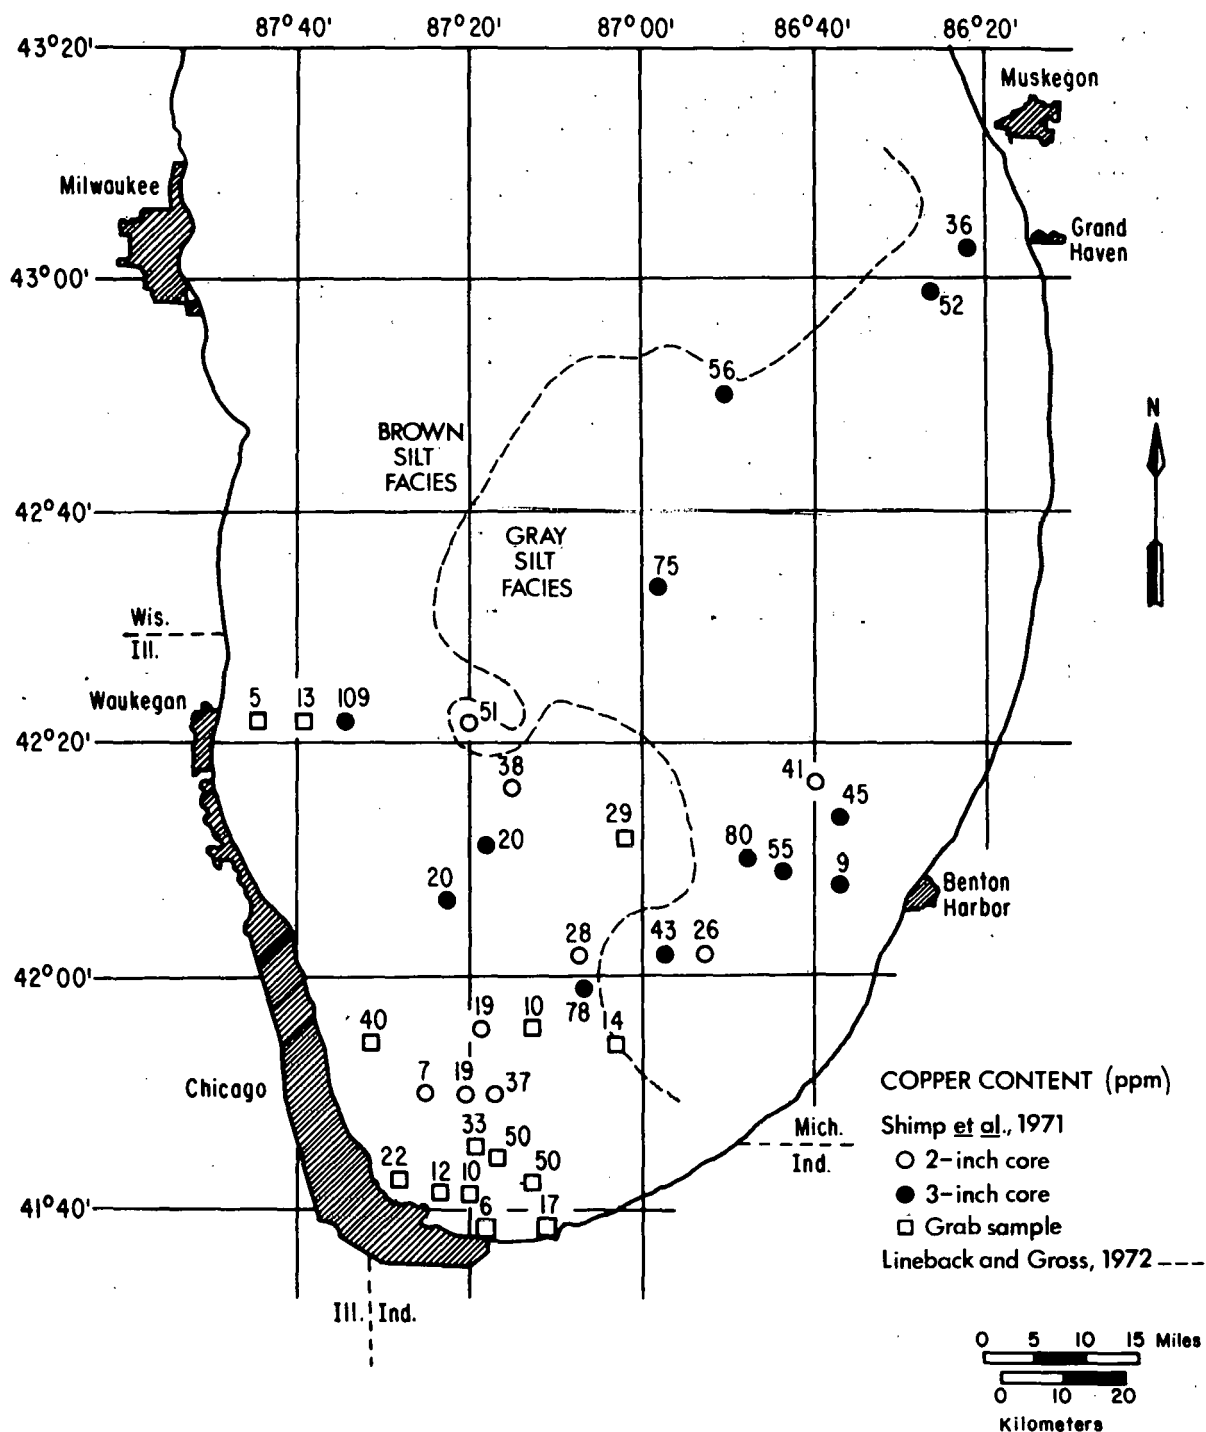 87°40' 87°20' 87°00' 86°40' 86°20'
43°20'
Muskegon
Milwaukee
36
Grand
Haven
43°00'
52
56
N
BROWN
SILT
FACIES
42°40'
GRAY
SILT
FACIES
75
Wis.
Ill.
Waukegan
5 13 109
51
42°20'
38
41
45
29
20
80
55
9
20
Benton
Harbor
28
43
26
42°00'
78
40
19
10
14
Chicago
7
19
37
33
50
22
12
10
50
41°40'
6
17
Mich.
Ind.
Ill. Ind.
COPPER CONTENT (ppm)
Shimp et al., 1971
2-inch core
3-inch core
Grab sample
Lineback and Gross, 1972
0 5 10 15 Miles
0 10 20
Kilometers